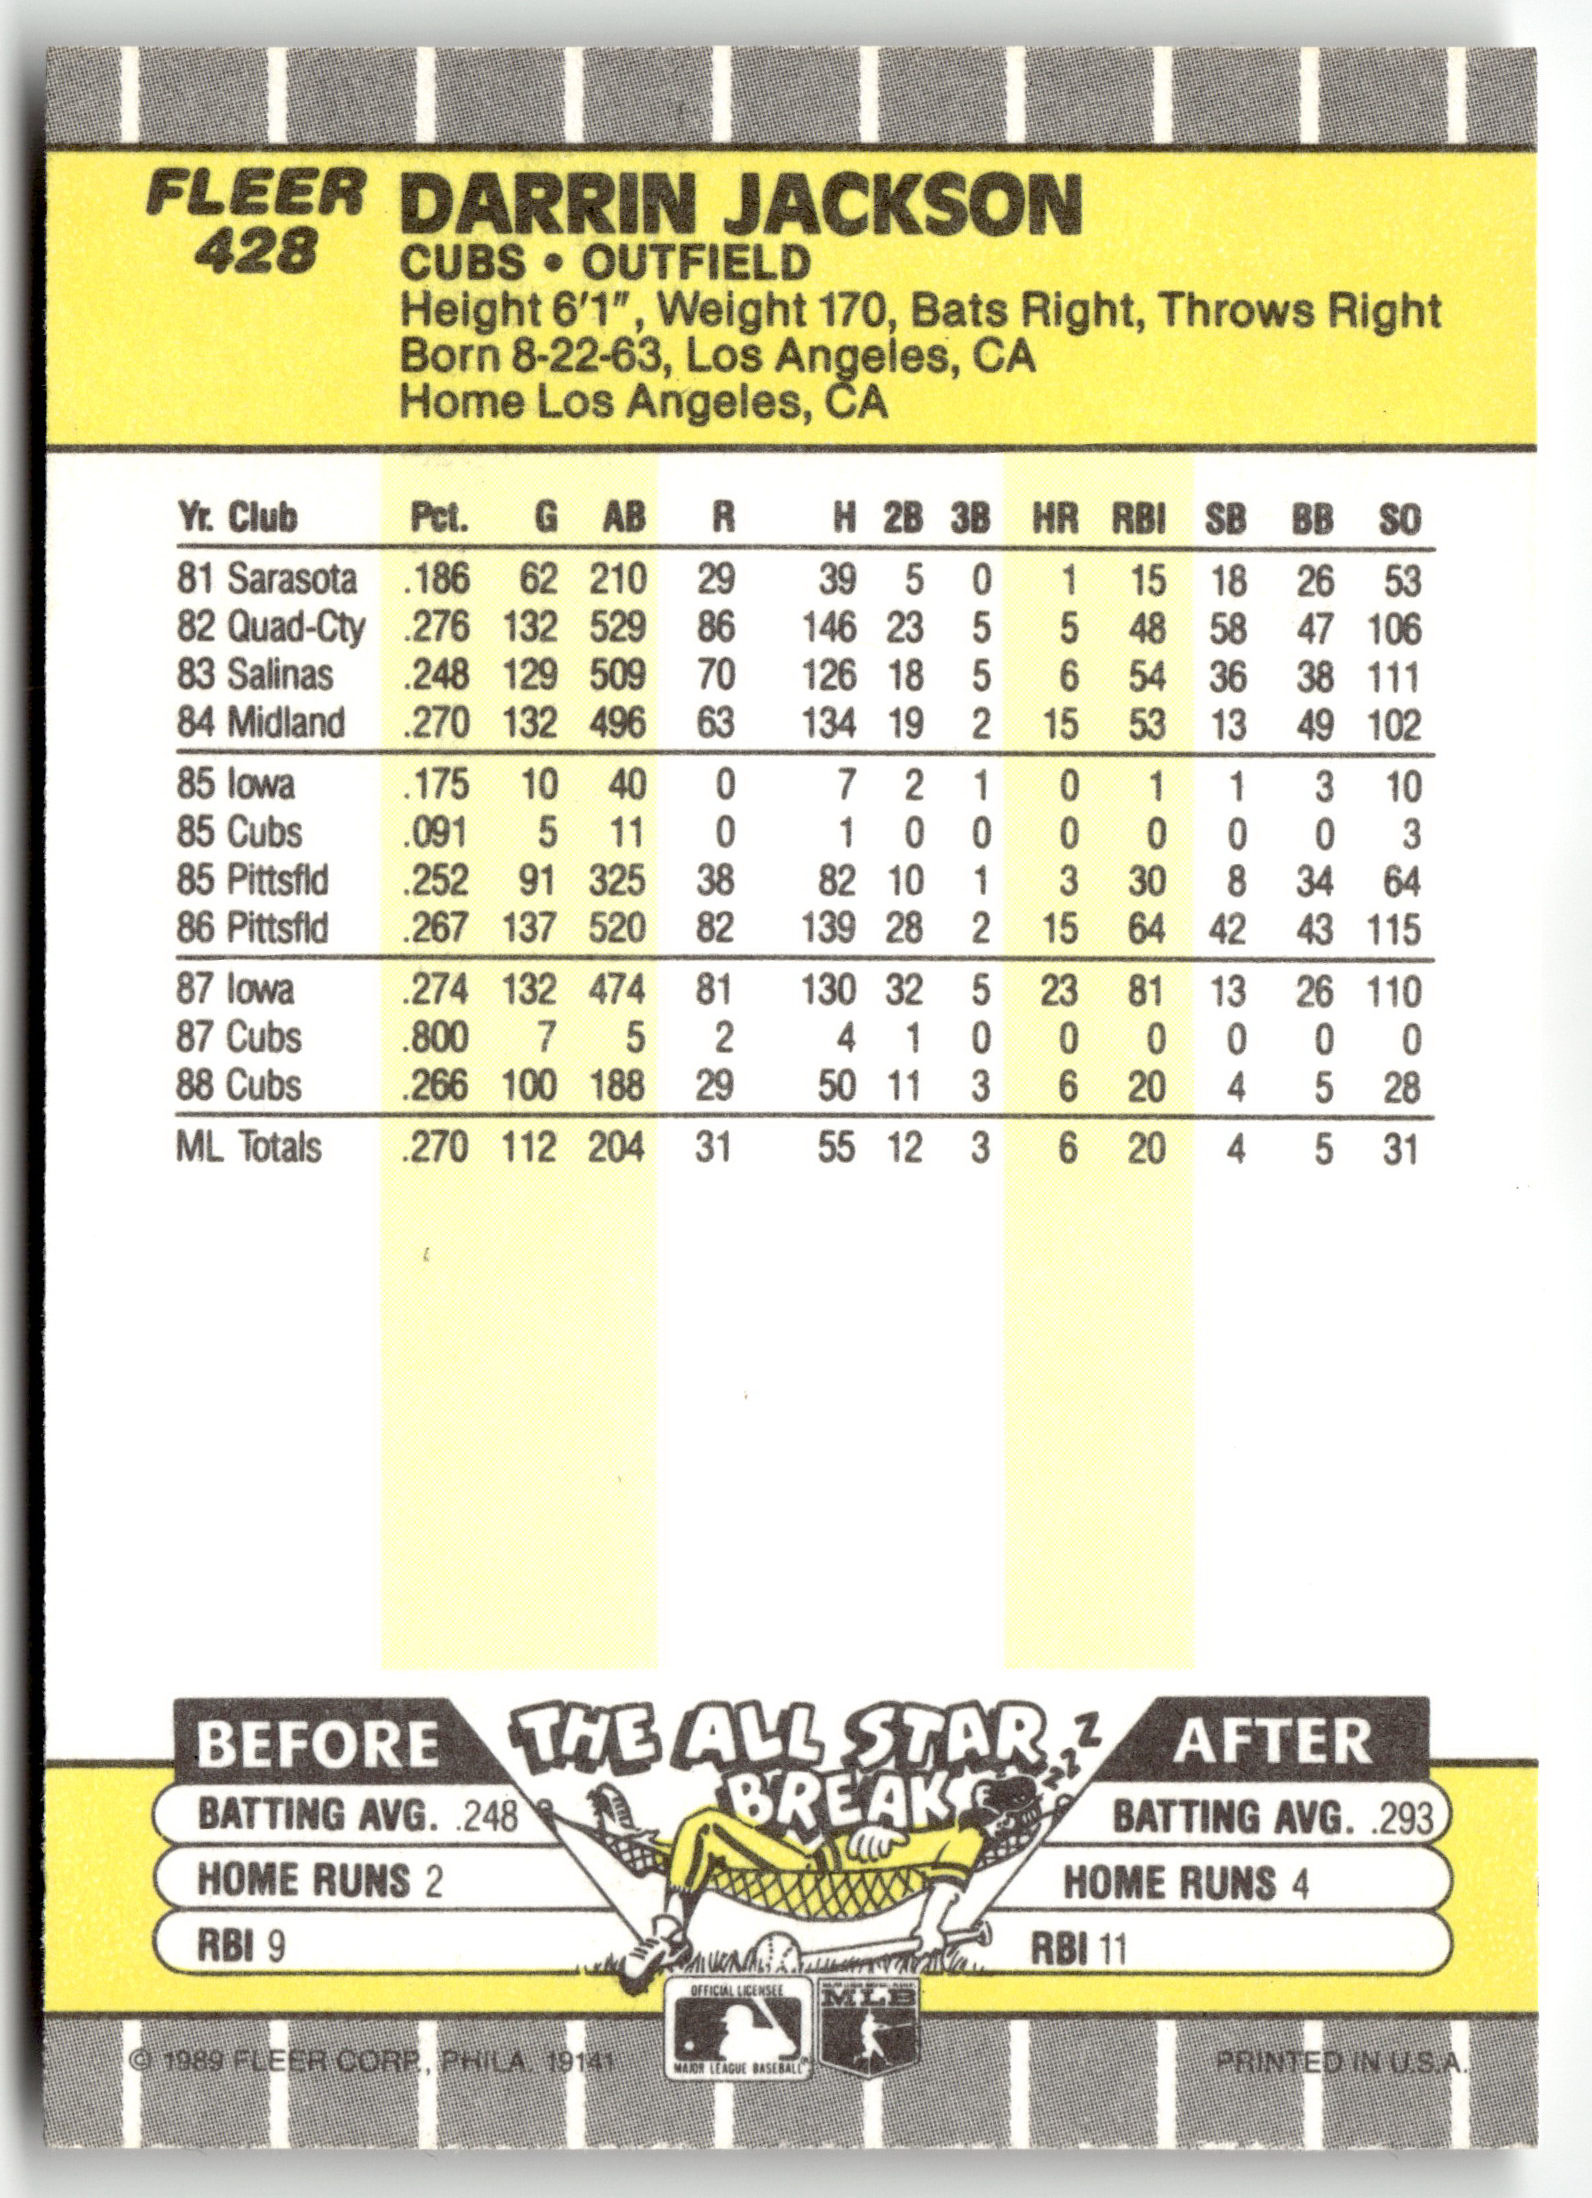 FLEER
428
DARRIN JACKSON
CUBS • OUTFIELD
Height 6'1", Weight 170, Bats Right, Throws Right
Born 8-22-63, Los Angeles, CA
Home Los Angeles, CA
Yr. Club Pct. G AB R H 2B 3B HR RBI SB BB SO
81 Sarasota .186 62 210 29 39 5 0 1 15 18 26 53
82 Quad-Cty .276 132 529 86 146 23 5 5 48 58 47 106
83 Salinas .248 129 509 70 126 18 5 6 54 36 38 111
84 Midland .270 132 496 63 134 19 2 15 53 13 49 102
85 Iowa .175 10 40 0 7 2 1 0 1 1 3 10
85 Cubs .091 5 11 0 1 0 0 0 0 0 0 3
85 Pittsfld .252 91 325 38 82 10 1 3 30 8 34 64
86 Pittsfld .267 137 520 82 139 28 2 15 64 42 43 115
87 Iowa .274 132 474 81 130 32 5 23 81 13 26 110
87 Cubs .800 7 5 2 4 1 0 0 0 0 0 0
88 Cubs .266 100 188 29 50 11 3 6 20 4 5 28
ML Totals .270 112 204 31 55 12 3 6 20 4 5 31
THE ALL STAR
BREAK
zzzZ
BEFORE
BATTING AVG. .248
HOME RUNS 2
RBI 9
AFTER
BATTING AVG. .293
HOME RUNS 4
RBI 11
OFFICIAL LICENSEE
MAJOR LEAGUE BASEBALL
MLB
© 1989 FLEER CORP., PHILA. 19141
PRINTED IN U.S.A.